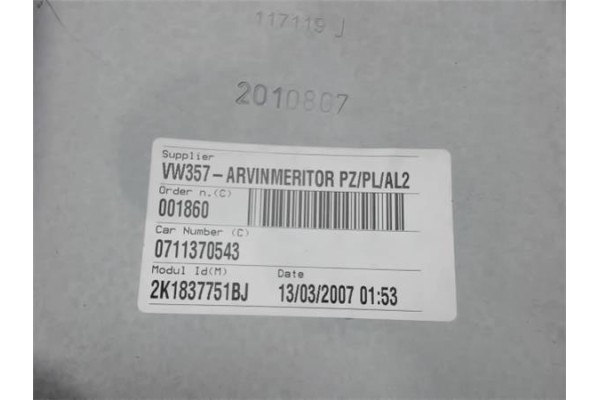 117119 J
2010807
Supplier
VW357-ARVINMERITOR PZ/PL/AL2
Order n.(C)
001860
Car Number (C)
0711370543
Modul Id(M) Date
2K1837751BJ 13/03/2007 01:53